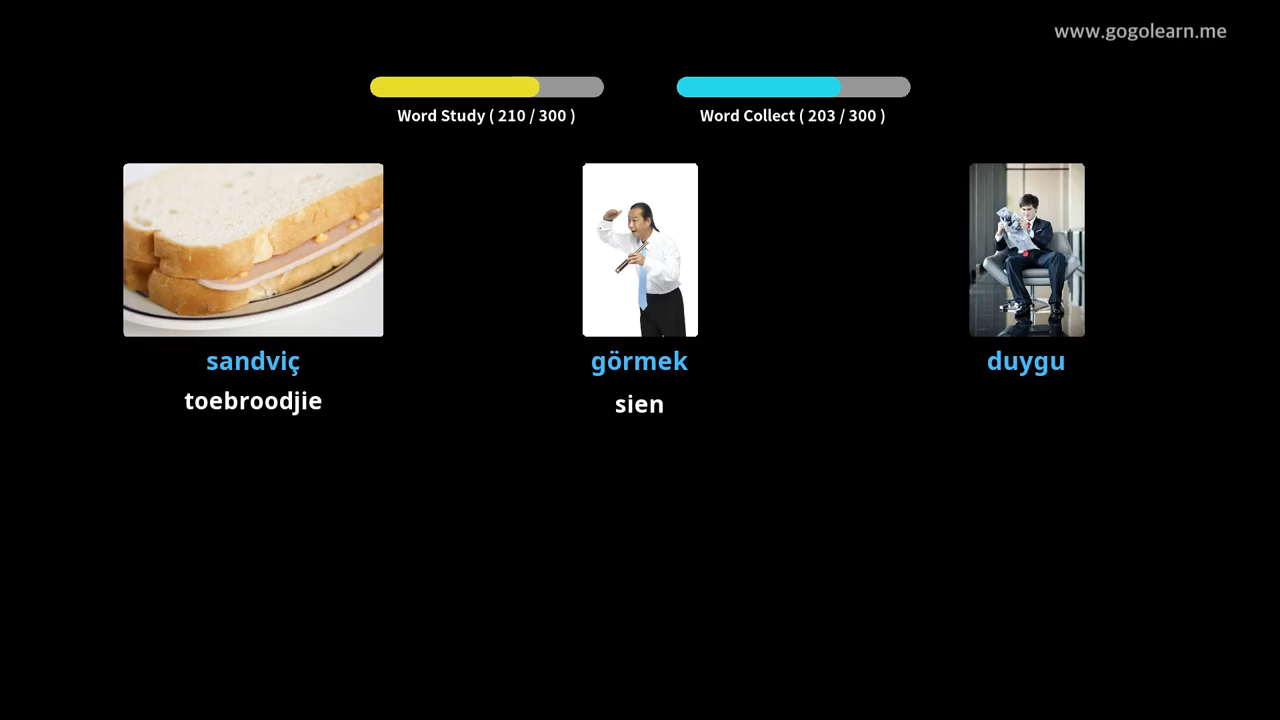 www.gogolearn.me
Word Study ( 210 / 300 )
Word Collect ( 203 / 300 )
sandviç
görmek
duygu
toebroodjie
sien